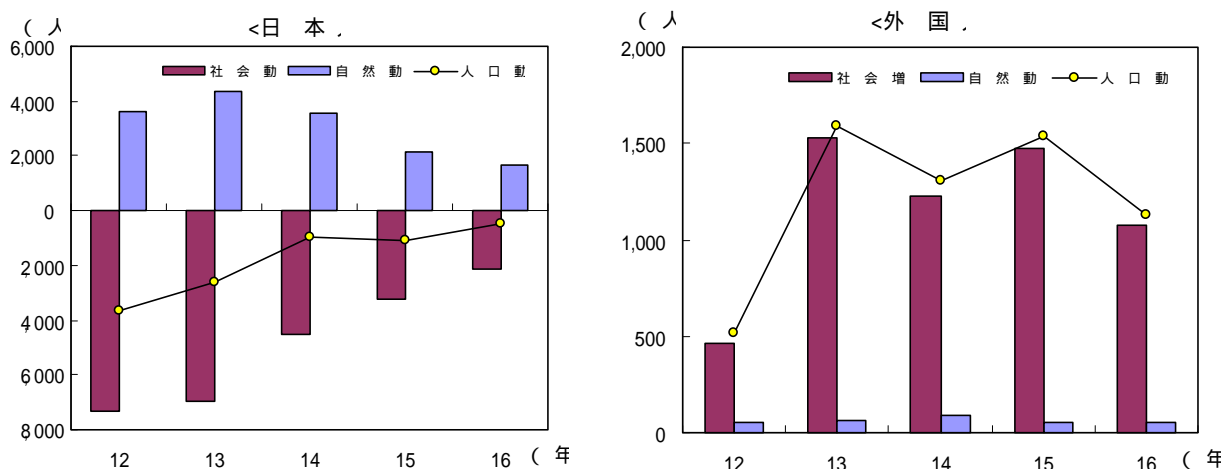 ( 人
<日 本
6,000
4,000
2,000
0
2 000
4 000
6 000
8 000
社 会 動
自 然 動
人 口 動
12 13 14 15 16
( 年
( 人
<外 国
2,000
1,500
1,000
500
0
社 会 増
自 然 動
人 口 動
12 13 14 15 16
( 年